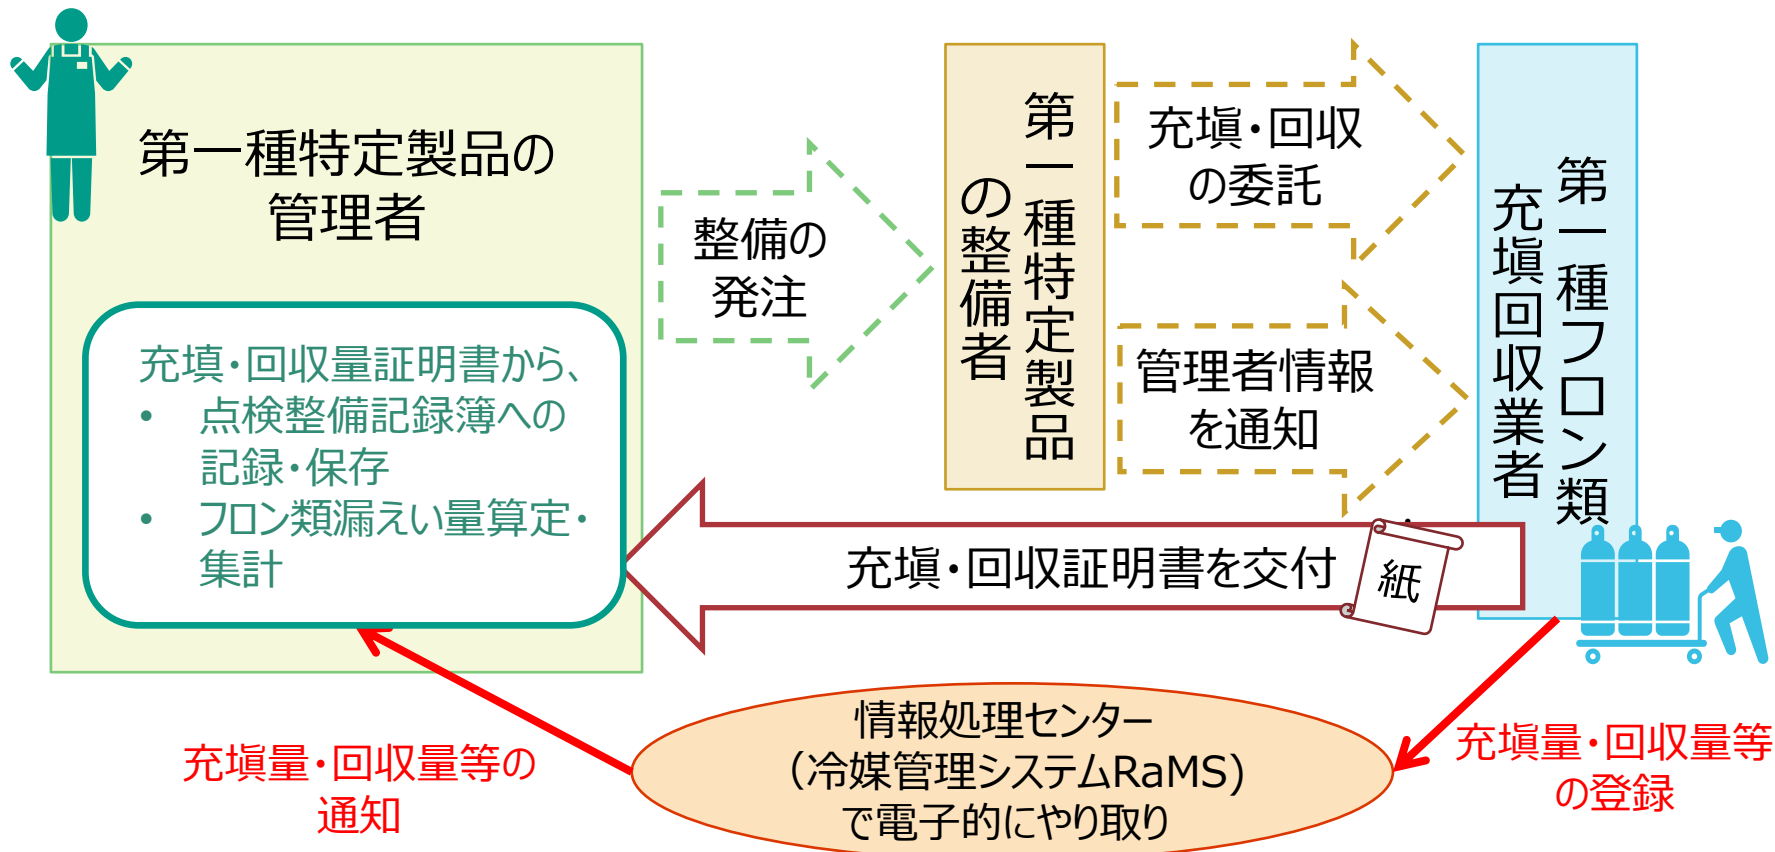 第一種特定製品の
管理者
充填・回収量証明書から、
• 点検整備記録簿への
記録・保存
• フロン類漏えい量算定・
集計
整備の
発注
第一種特定製品
の整備者
充塡・回収
の委託
管理者情報
を通知
第一種フロン類
充塡回収業者
充塡・回収証明書を交付
紙
情報処理センター
（冷媒管理システムRaMS）
で電子的にやり取り
充塡量・回収量等の
通知
充塡量・回収量等
の登録